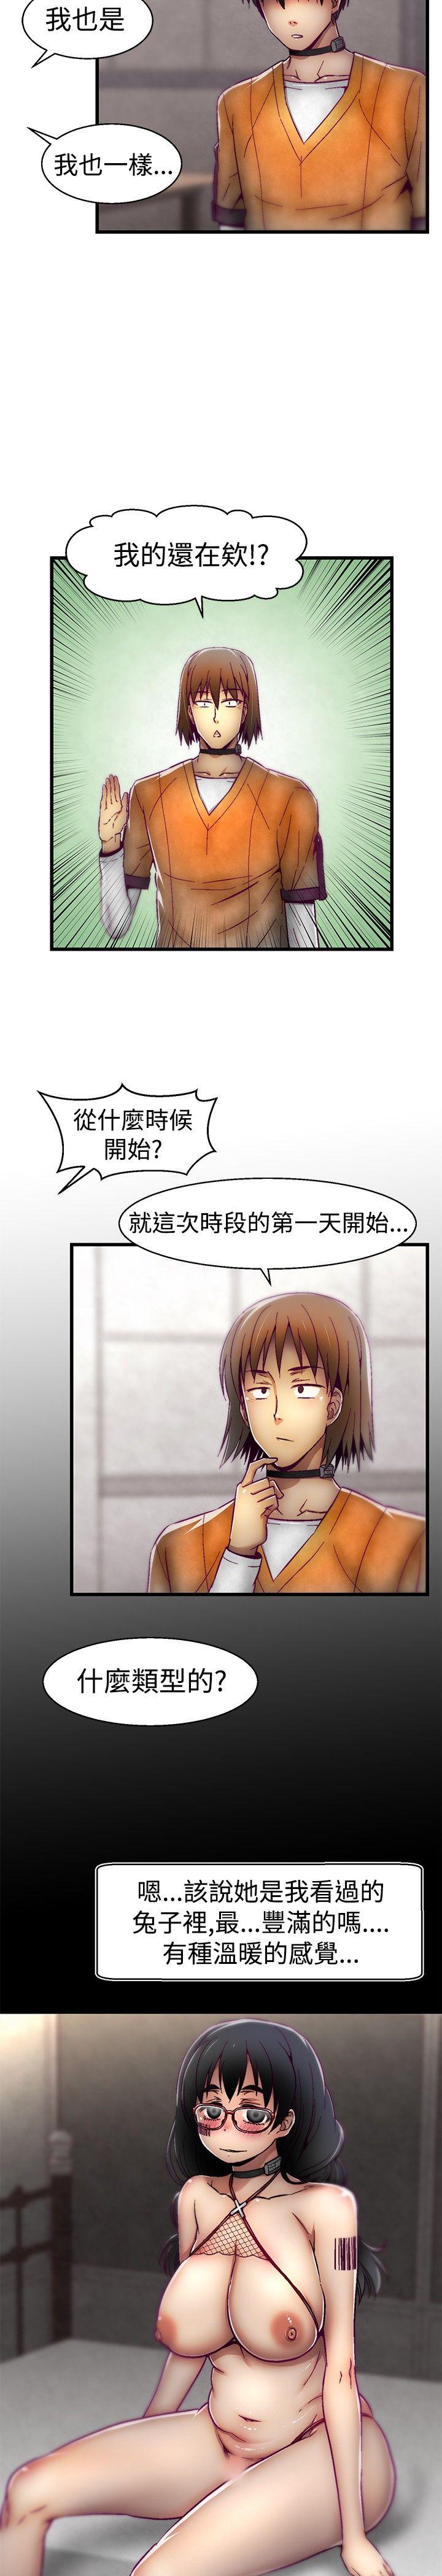 我也是
我也一樣...
我的還在欸!?
從什麼時候
開始?
就這次時段的第一天開始...
什麼類型的?
嗯...該說她是我看過的
兔子裡,最...豐滿的嗎....
有種溫暖的感覺...